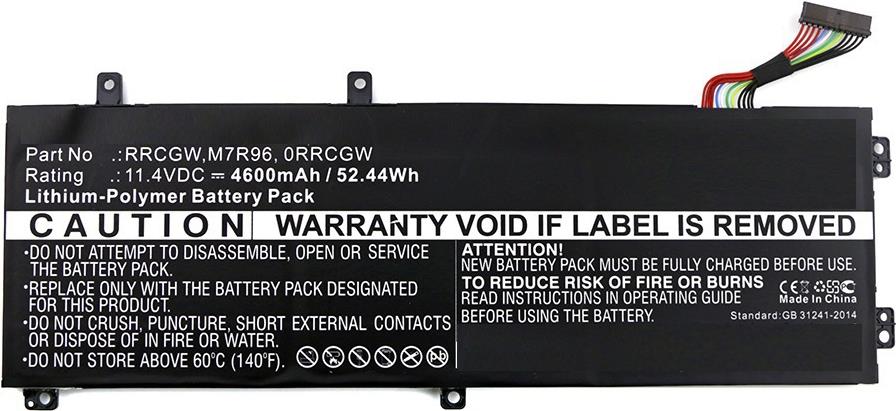 Part No .:RRCGW,M7R96, 0RRCGW
Rating :11.4VDC ⎓ 4600mAh / 52.44Wh
Lithium-Polymer Battery Pack
CAUTION
WARRANTY VOID IF LABEL IS REMOVED
•DO NOT ATTEMPT TO DISASSEMBLE, OPEN OR SERVICE
THE BATTERY PACK.
•REPLACE ONLY WITH THE BATTERY PACK DESIGNATED
FOR THIS PRODUCT.
•DO NOT CRUSH, PUNCTURE, SHORT EXTERNAL CONTACTS
OR DISPOSE OF IN FIRE OR WATER.
•DO NOT STORE ABOVE 60°C (140°F).
ATTENTION!
NEW BATTERY PACK MUST BE FULLY CHARGED BEFORE USE.
TO REDUCE RISK OF FIRE OR BURNS
READ INSTRUCTIONS IN OPERATING GUIDE
BEFORE USING THE BATTERY.
CE
Made In China
Standard:GB 31241-2014